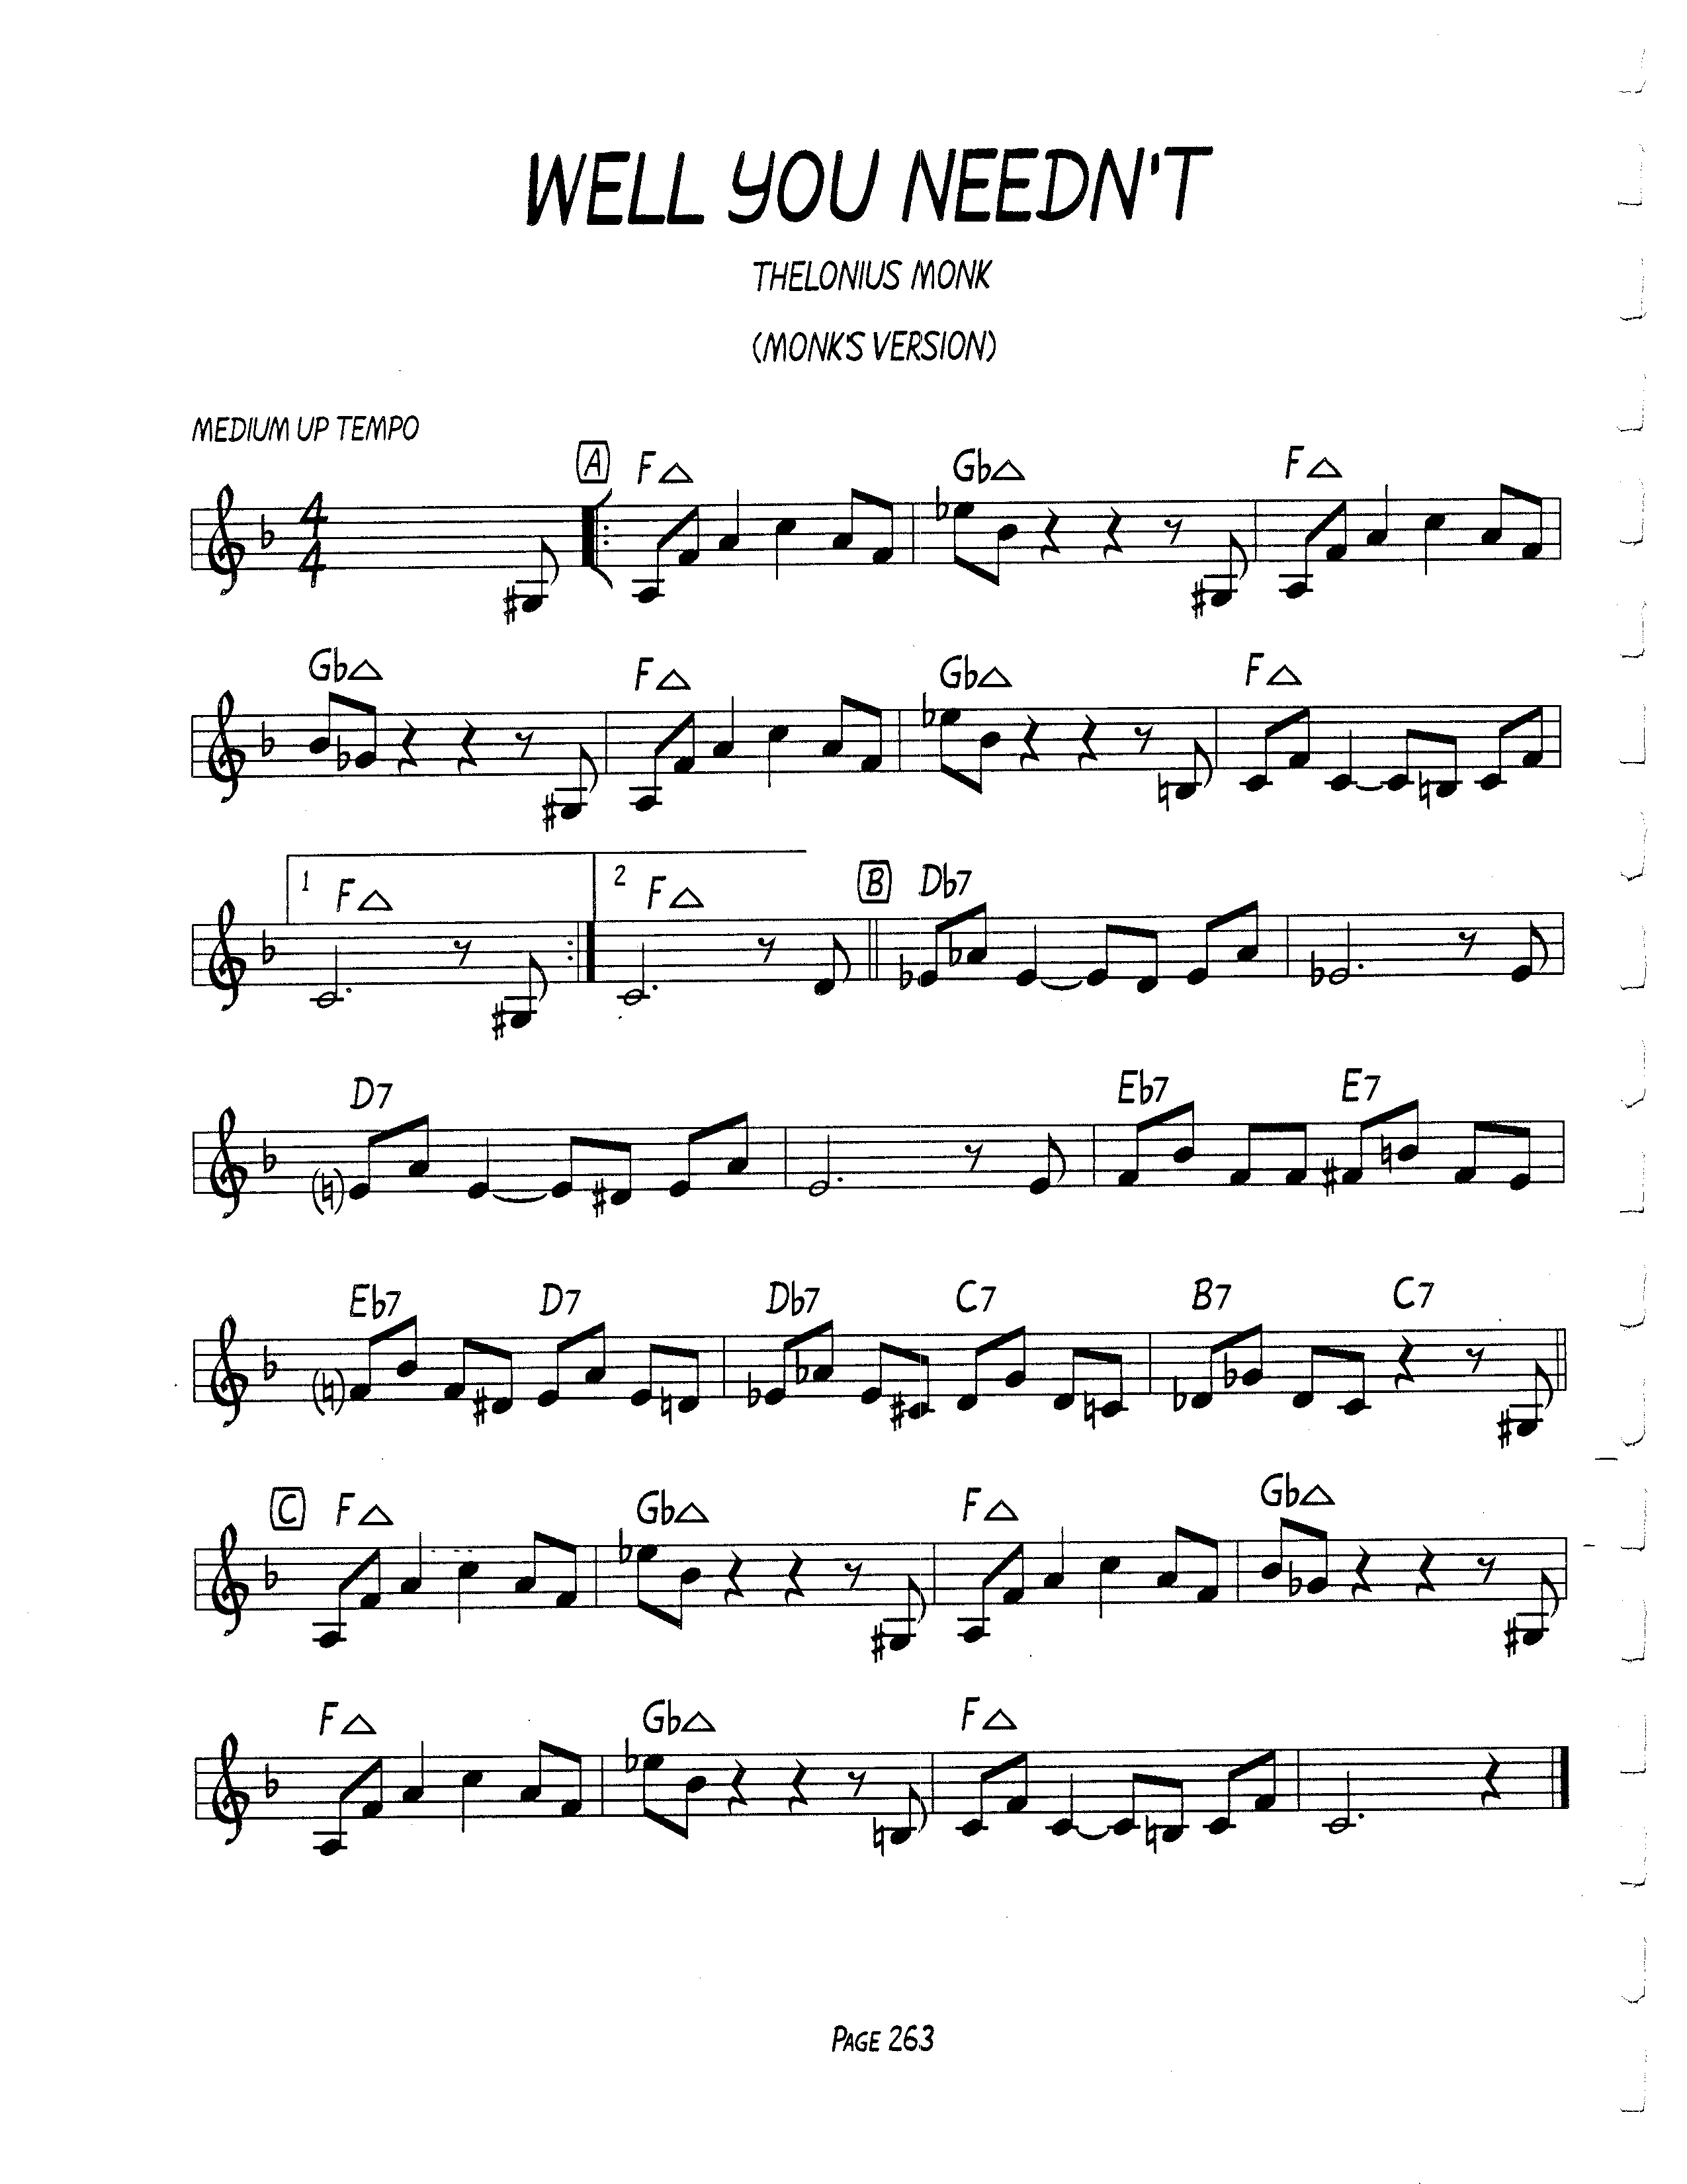 WELL YOU NEEDN'T
THELONIUS MONK
(MONK'S VERSION)
MEDIUM UP TEMPO
A F△ Gb△ F△
4
4
Gb△ F△ Gb△ F△
1 F△ 2 F△ B Db7
D7 Eb7 E7
Eb7 D7 Db7 C7 B7 C7
C F△ Gb△ F△ Gb△
F△ Gb△ F△
PAGE 263